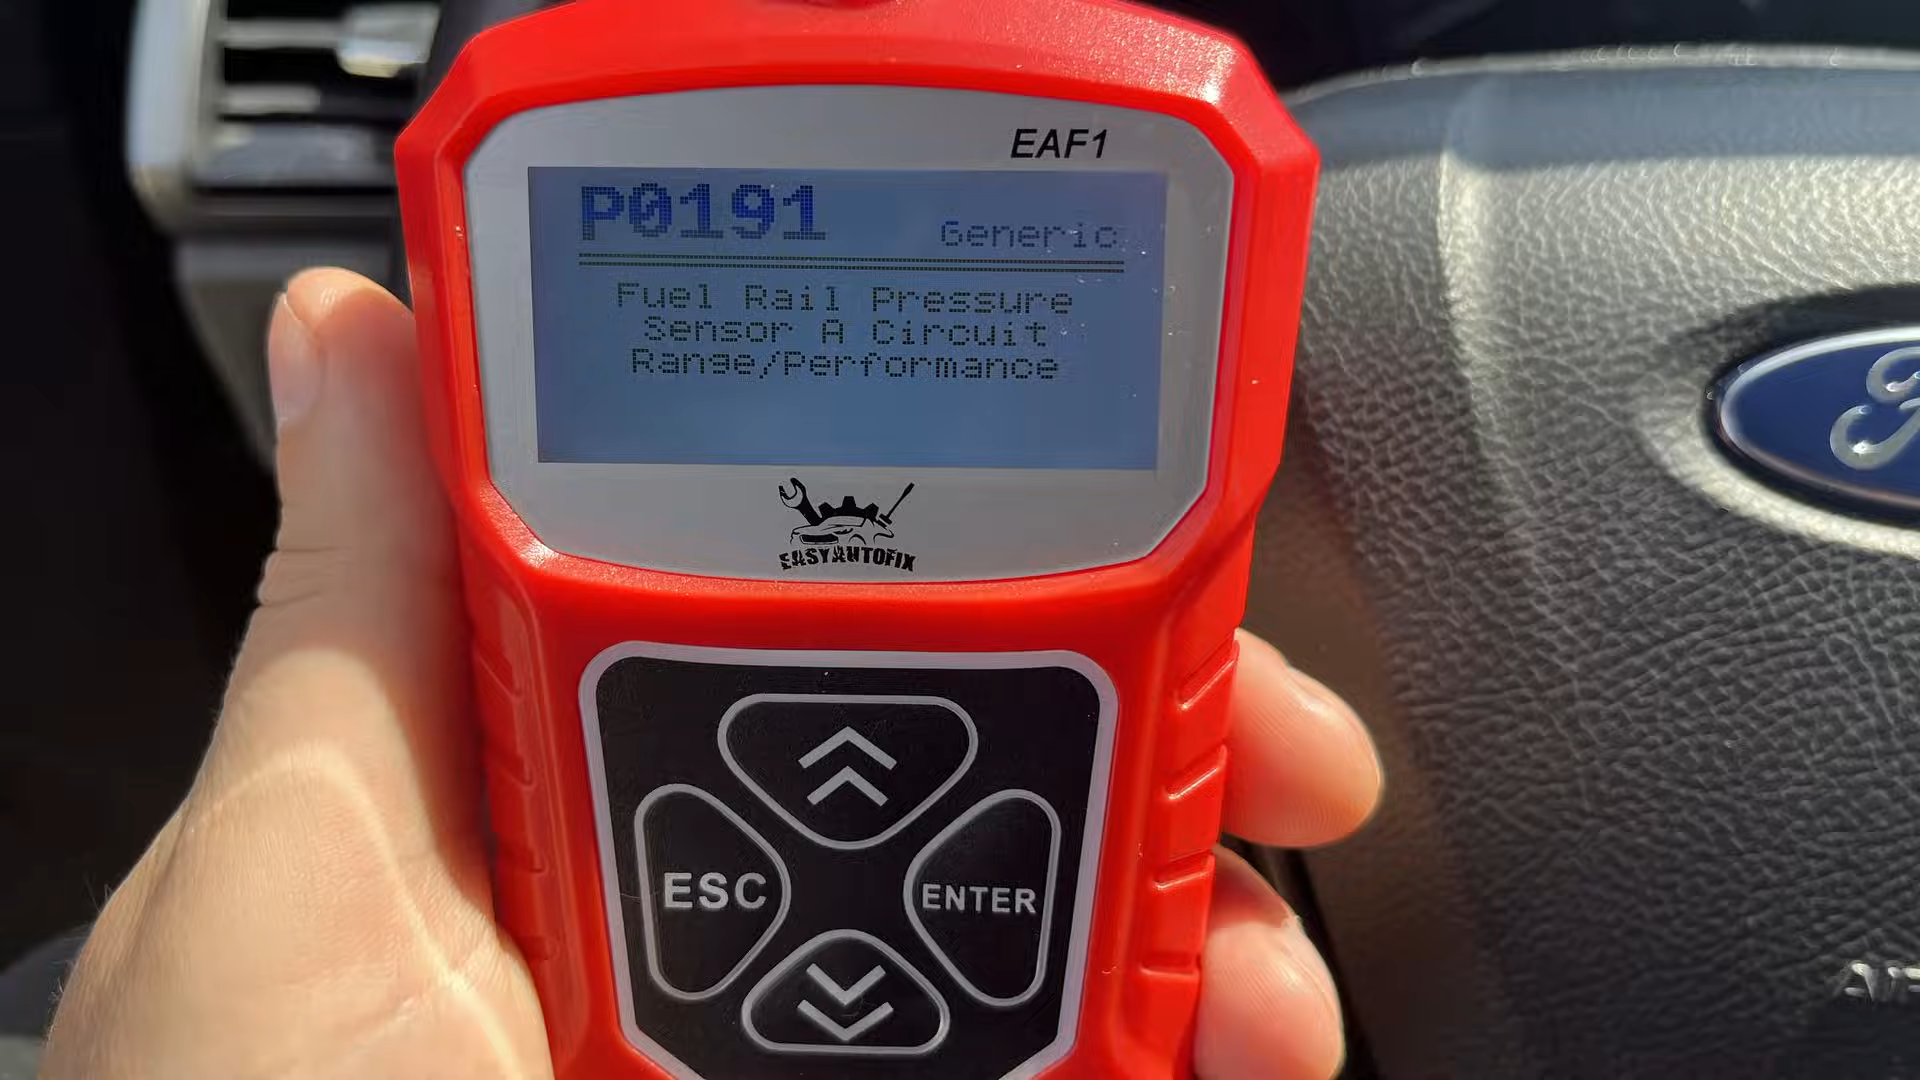 EAF1
P0191 Generic
Fuel Rail Pressure
Sensor A Circuit
Range/Performance
EASYAUTOFIX
ESC
ENTER